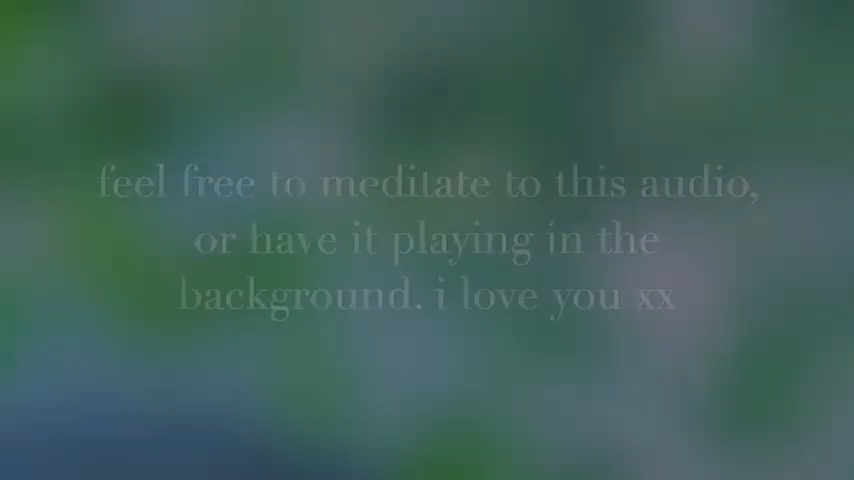 feel free to meditate to this audio,
or have it playing in the
background. i love you xx